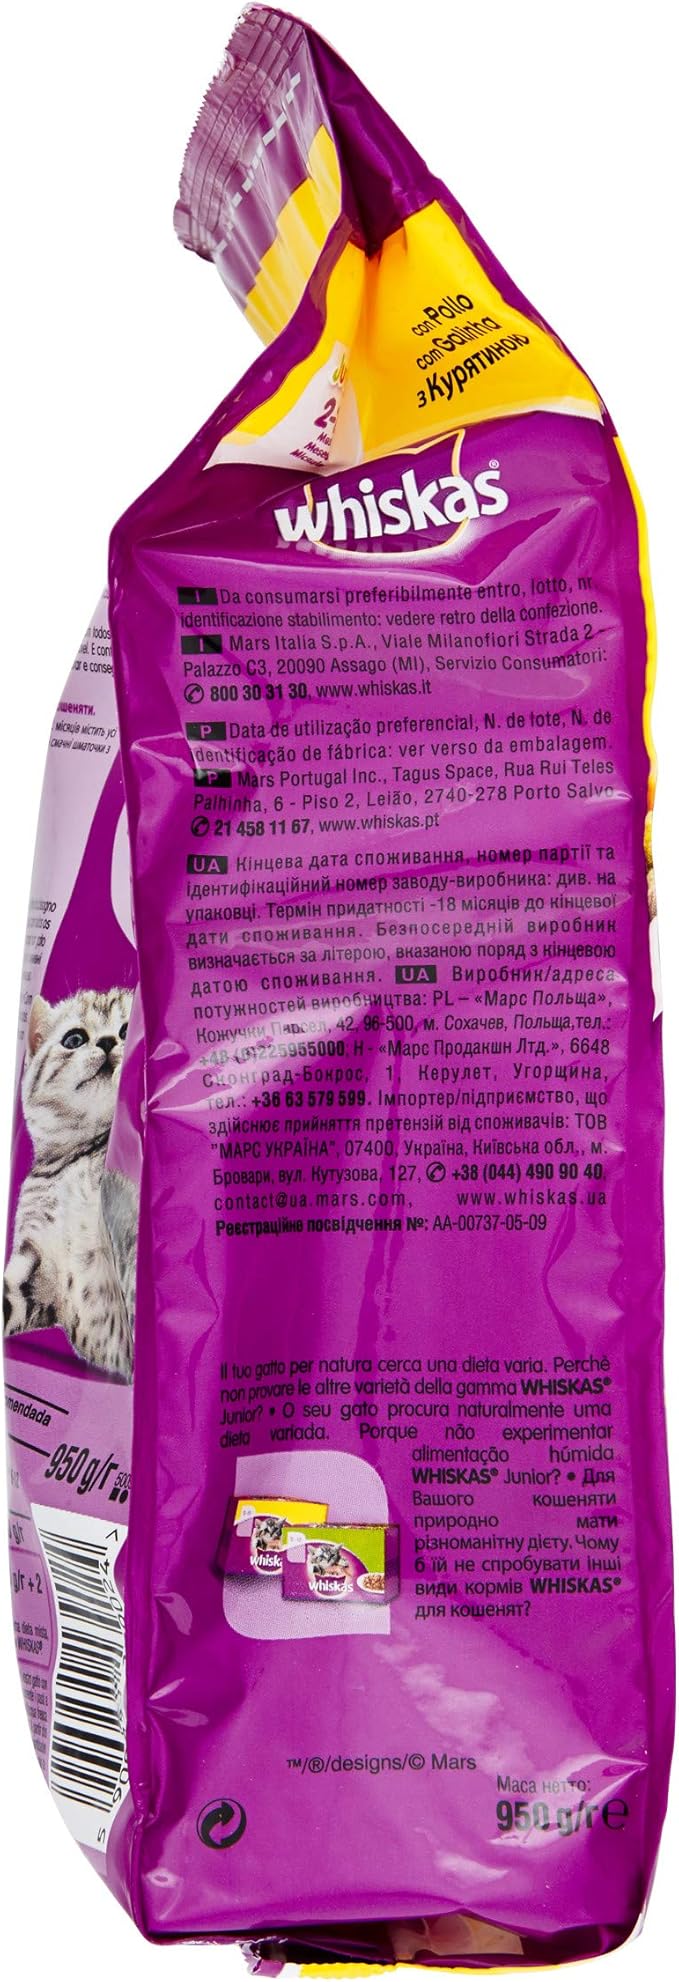 con Pollo
com Galinha
з Курятиною
whiskas®
I Da consumarsi preferibilmente entro, lotto, nr.
identificazione stabilimento: vedere retro della confezione.
I Mars Italia S.p.A., Viale Milanofiori Strada 2 -
Palazzo C3, 20090 Assago (MI), Servizio Consumatori:
✆ 800 30 31 30, www.whiskas.it
P Data de utilização preferencial, N. de lote, N. de
identificação de fábrica: ver verso da embalagem.
P Mars Portugal Inc., Tagus Space, Rua Rui Teles
Palhinha, 6 - Piso 2, Leião, 2740-278 Porto Salvo
✆ 21 458 11 67, www.whiskas.pt
UA Кінцева дата споживання, номер партії та
ідентифікаційний номер заводу-виробника: див. на
упаковці. Термін придатності -18 місяців до кінцевої
дати споживання. Безпосередній виробник
визначається за літерою, вказаною поряд з кінцевою
датою споживання. UA Виробник/адреса
потужностей виробництва: PL – «Марс Польща»,
Кожучки Парсел, 42, 96-500, м. Сохачев, Польща,тел.:
+48 (0)225955000, H - «Марс Продакшн Лтд.», 6648
Сконград-Бокрос, 1, Керулет, Угорщина,
тел.: +36 63 579 599. Імпортер/підприємство, що
здійснює прийняття претензій від споживачів: ТОВ
"МАРС УКРАЇНА", 07400, Україна, Київська обл., м.
Бровари, вул. Кутузова, 127, ✆ +38 (044) 490 90 40,
contact@ua.mars.com, www.whiskas.ua
Реєстраційне посвідчення №: АА-00737-05-09
Il tuo gatto per natura cerca una dieta varia. Perchè
non provare le altre varietà della gamma WHISKAS®
Junior? • O seu gato procura naturalmente uma
dieta variada. Porque não experimentar
alimentação húmida
WHISKAS® Junior? • Для
Вашого кошеняти
природно мати
різноманітну дієту. Чому
б їй не спробувати інші
види кормів WHISKAS®
для кошенят?
whiskas
whiskas
™/®/designs/© Mars
Маса нетто:
950 g/г e
mendada
950g/г